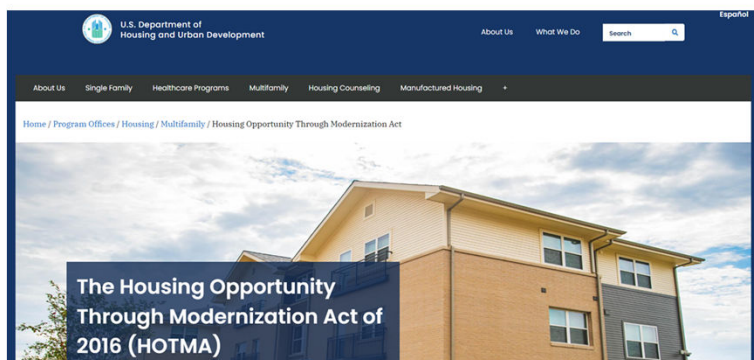 Español
U.S. Department of
Housing and Urban Development
About Us What We Do Search
About Us Single Family Healthcare Programs Multifamily Housing Counseling Manufactured Housing +
Home / Program Offices / Housing / Multifamily / Housing Opportunity Through Modernization Act
The Housing Opportunity
Through Modernization Act of
2016 (HOTMA)